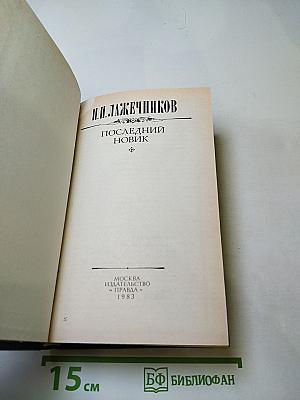 И.И.ЛАЖЕЧНИКОВ
ПОСЛЕДНИЙ
НОВИК
МОСКВА
ИЗДАТЕЛЬСТВО
«ПРАВДА»
1983
15 см
БФ БИБЛИОФАН